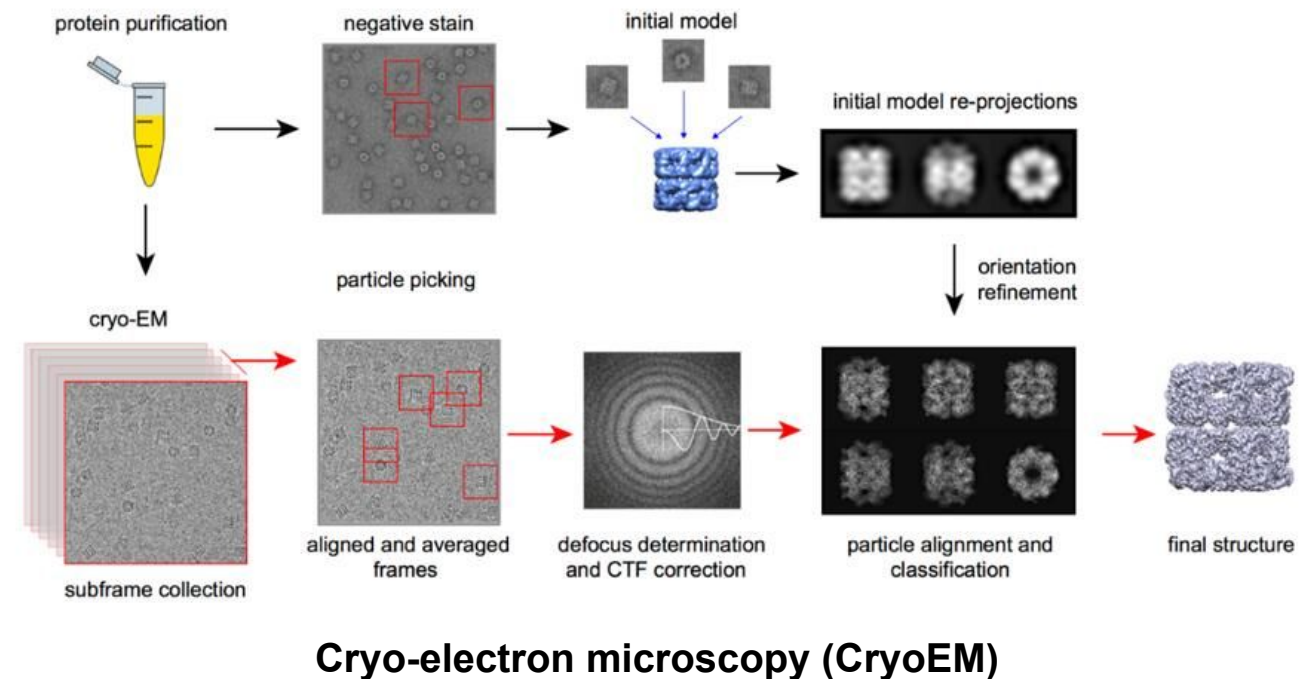 protein purification
negative stain
initial model
initial model re-projections
orientation
refinement
particle picking
cryo-EM
aligned and averaged
frames
defocus determination
and CTF correction
particle alignment and
classification
final structure
subframe collection
Cryo-electron microscopy (CryoEM)